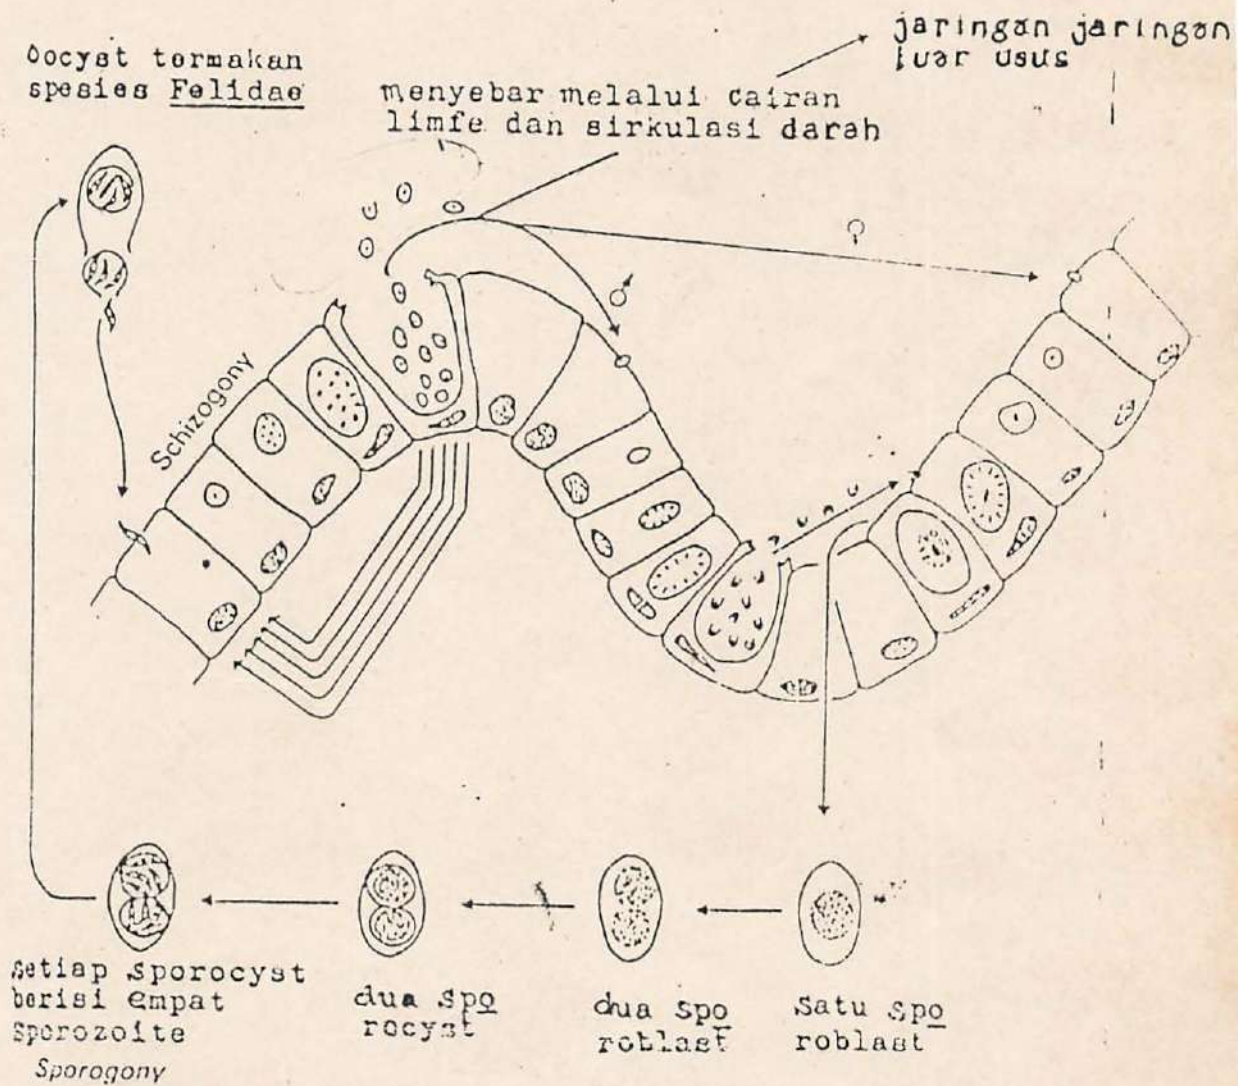 Oocyst termakan
spesies Felidae
menyebar melalui cairan
limfe dan sirkulasi darah
jaringan jaringan
luar usus
♀
♂
Schizogony
setiap sporocyst
berisi empat
sporozoite
Sporogony
dua spo
rocyst
dua spo
roblast
satu spo
roblast